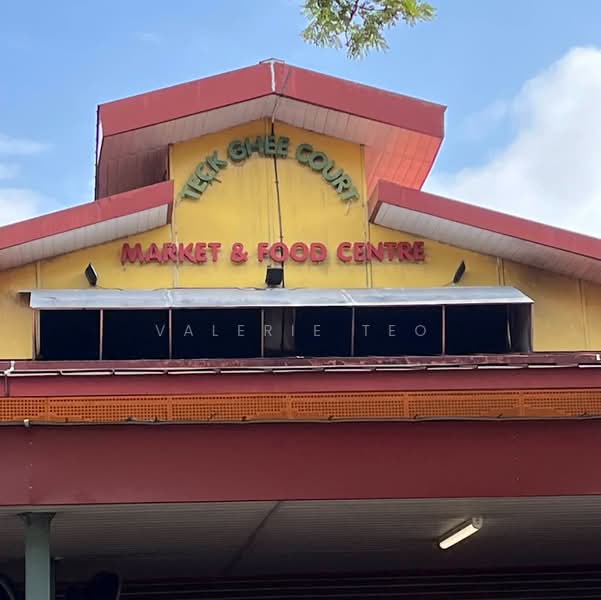 TECK GHEE COURT
MARKET & FOOD CENTRE
VALERIE TEO